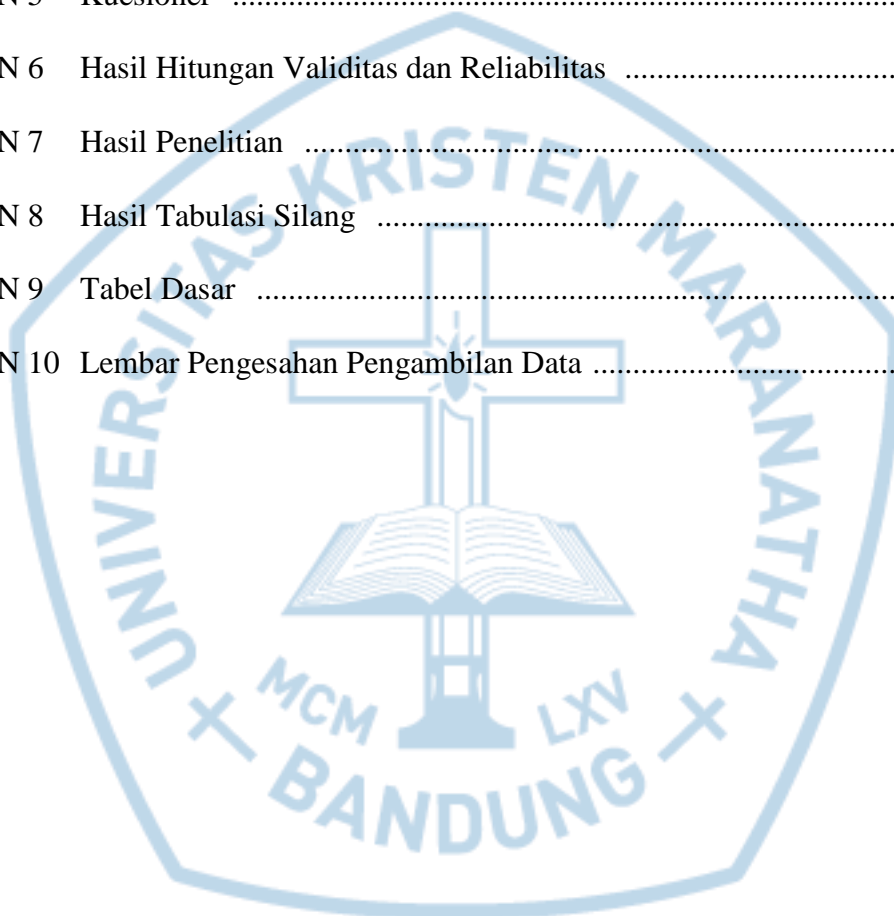 N 5 Kuesioner ...............................................................................
N 6 Hasil Hitungan Validitas dan Reliabilitas .................................
N 7 Hasil Penelitian ......................................................................
N 8 Hasil Tabulasi Silang ..............................................................
N 9 Tabel Dasar ............................................................................
N 10 Lembar Pengesahan Pengambilan Data .....................................
UNIVERSITAS KRISTEN MARANATHA
MCM LXV
BANDUNG